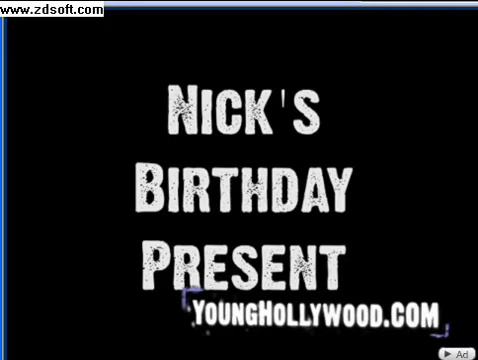 www.zdsoft.com
NICK'S
BIRTHDAY
PRESENT
YOUNGHOLLYWOOD.COM
Ad